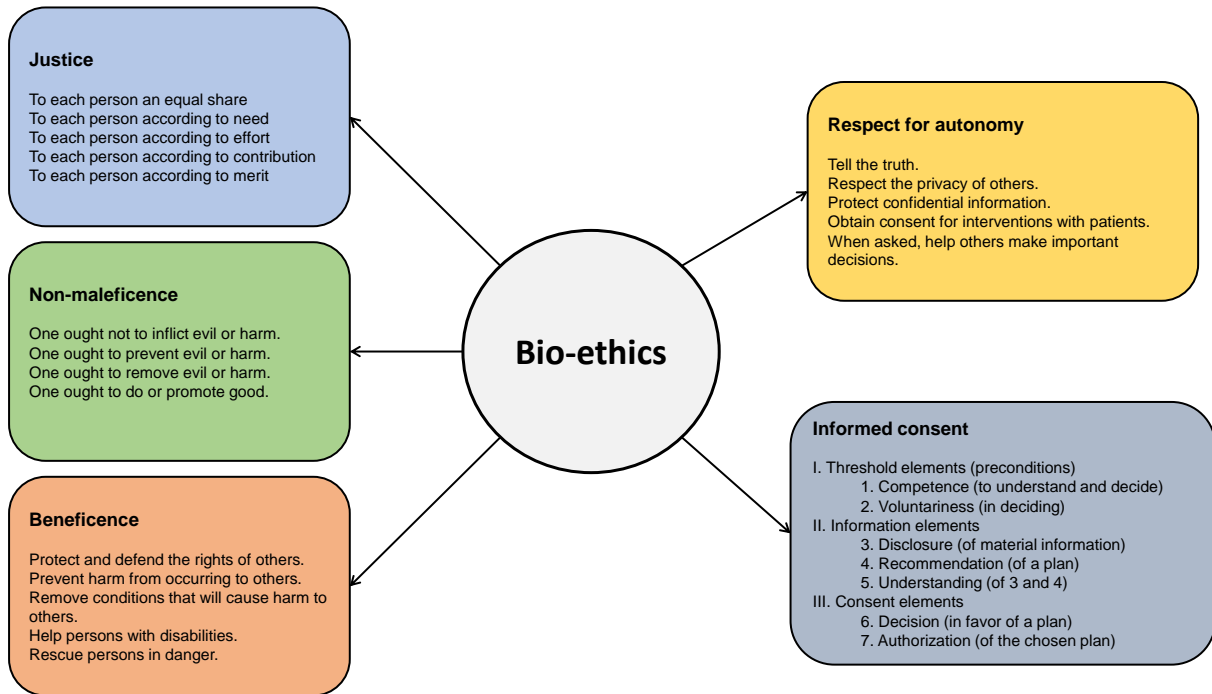 Justice
To each person an equal share
To each person according to need
To each person according to effort
To each person according to contribution
To each person according to merit
Non-maleficence
One ought not to inflict evil or harm.
One ought to prevent evil or harm.
One ought to remove evil or harm.
One ought to do or promote good.
Beneficence
Protect and defend the rights of others.
Prevent harm from occurring to others.
Remove conditions that will cause harm to
others.
Help persons with disabilities.
Rescue persons in danger.
Bio-ethics
Respect for autonomy
Tell the truth.
Respect the privacy of others.
Protect confidential information.
Obtain consent for interventions with patients.
When asked, help others make important
decisions.
Informed consent
I. Threshold elements (preconditions)
1. Competence (to understand and decide)
2. Voluntariness (in deciding)
II. Information elements
3. Disclosure (of material information)
4. Recommendation (of a plan)
5. Understanding (of 3 and 4)
III. Consent elements
6. Decision (in favor of a plan)
7. Authorization (of the chosen plan)